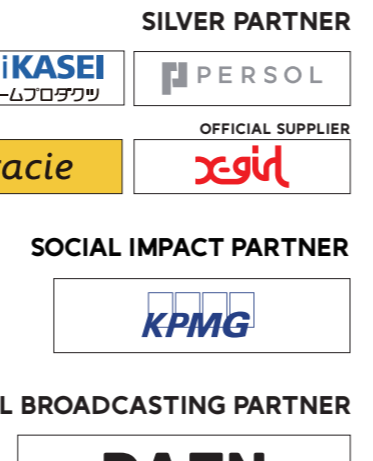 SILVER PARTNER
iKASEI
ームプロダクツ
PERSOL
OFFICIAL SUPPLIER
acie
X-girl
SOCIAL IMPACT PARTNER
KPMG
L BROADCASTING PARTNER